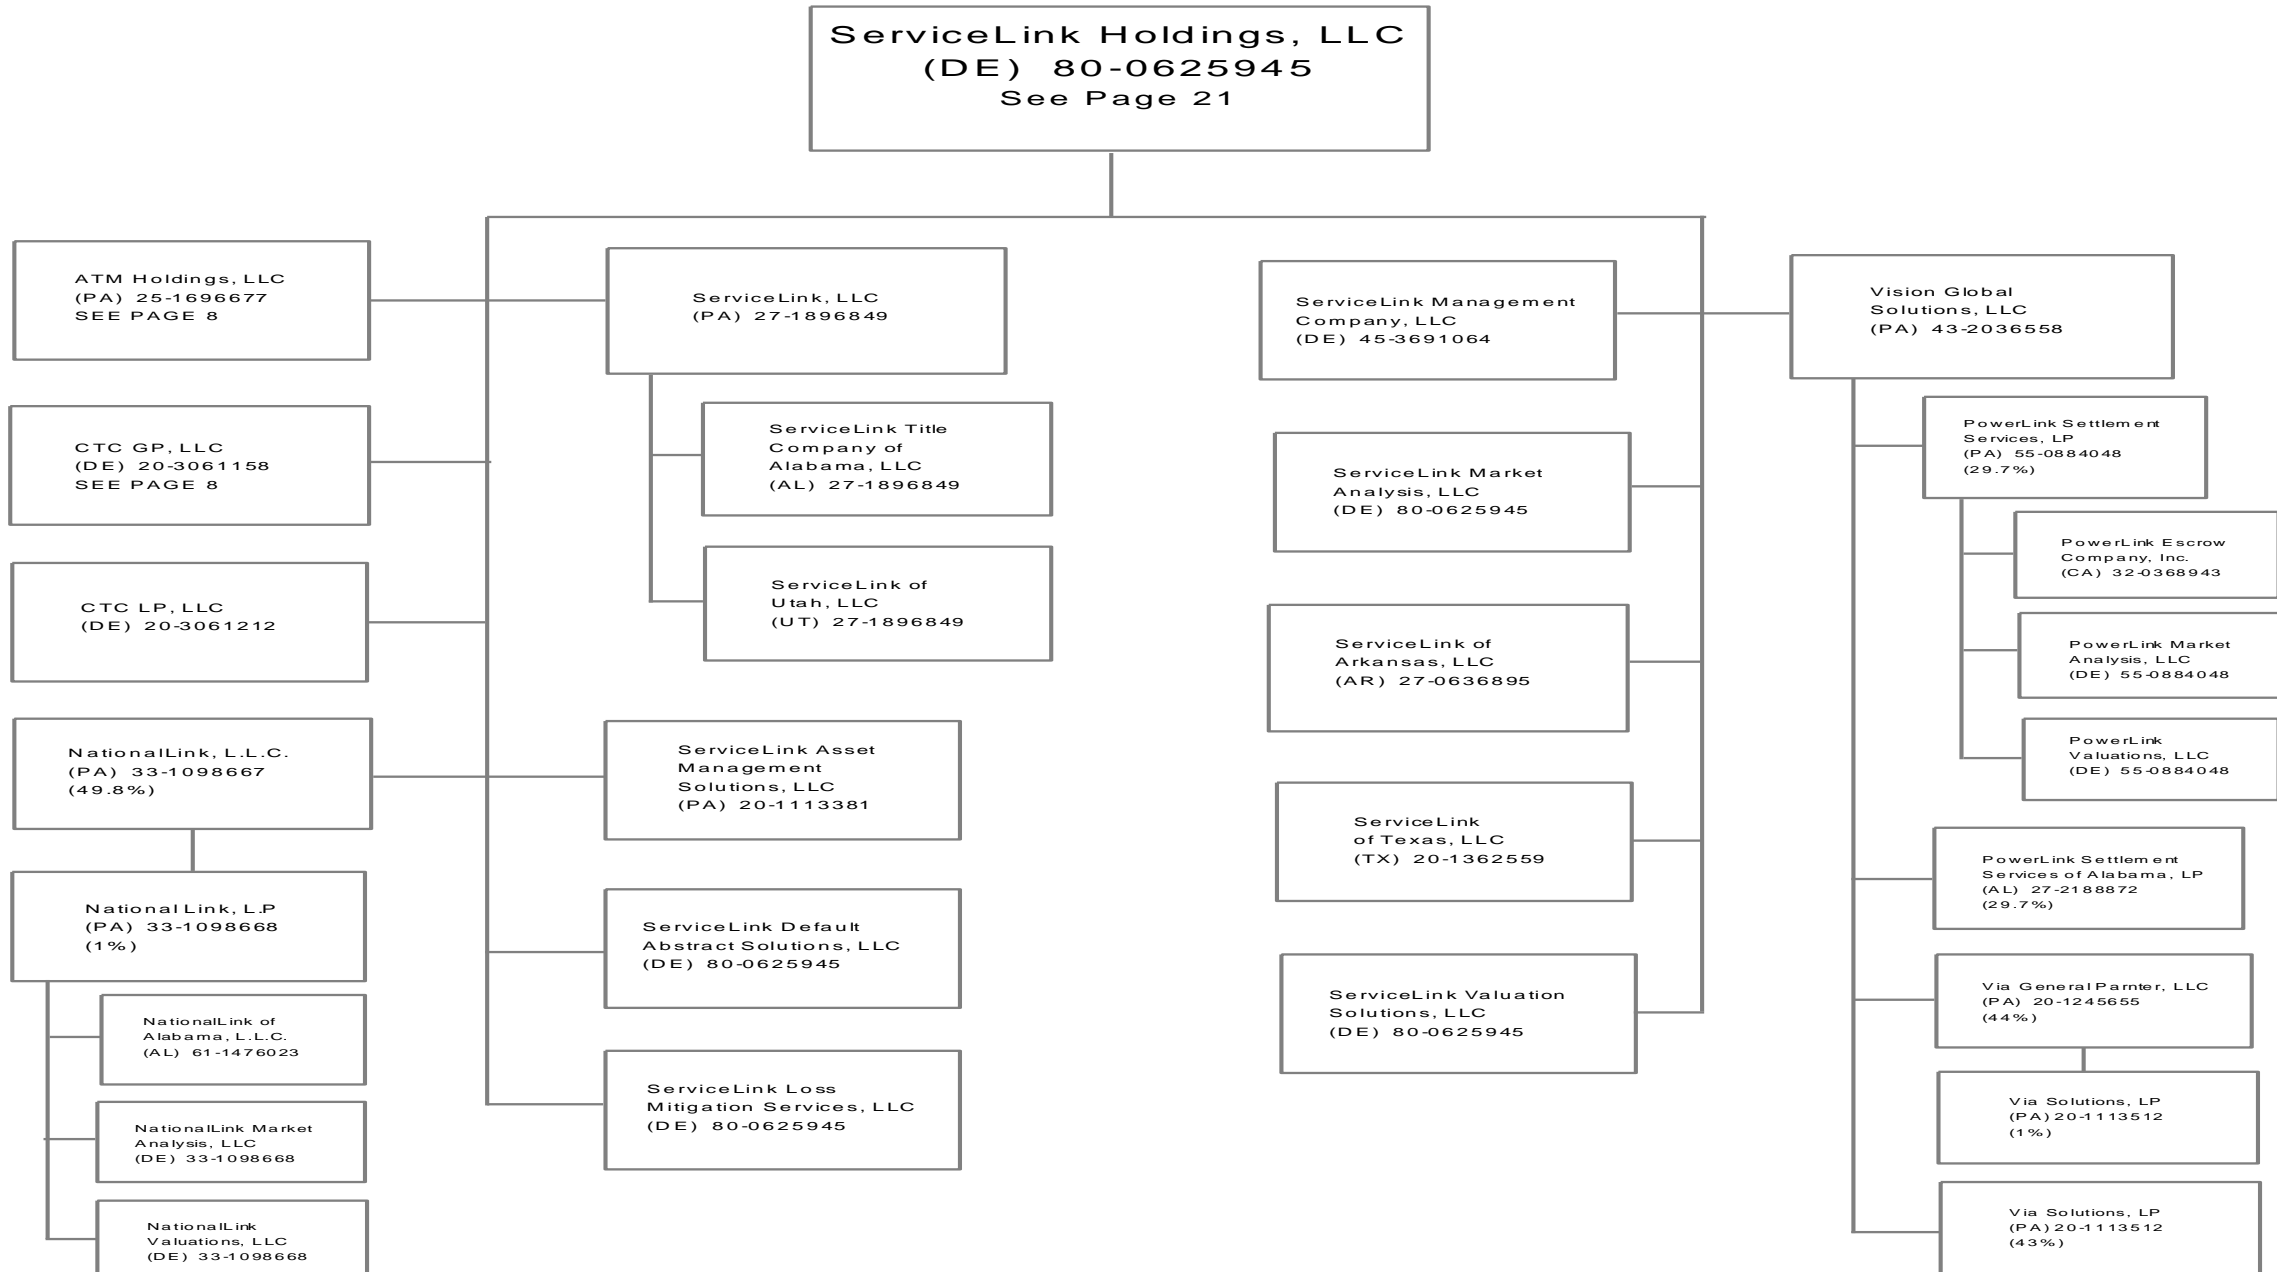 ServiceLink Holdings, LLC
(DE) 80-0625945
See Page 21
ATM Holdings, LLC
(PA) 25-1696677
SEE PAGE 8
CTC GP, LLC
(DE) 20-3061158
SEE PAGE 8
CTC LP, LLC
(DE) 20-3061212
NationalLink, L.L.C.
(PA) 33-1098667
(49.8%)
National Link, L.P
(PA) 33-1098668
(1%)
NationalLink of
Alabama, L.L.C.
(AL) 61-1476023
NationalLink Market
Analysis, LLC
(DE) 33-1098668
NationalLink
Valuations, LLC
(DE) 33-1098668
ServiceLink, LLC
(PA) 27-1896849
ServiceLink Title
Company of
Alabama, LLC
(AL) 27-1896849
ServiceLink of
Utah, LLC
(UT) 27-1896849
ServiceLink Asset
Management
Solutions, LLC
(PA) 20-1113381
ServiceLink Default
Abstract Solutions, LLC
(DE) 80-0625945
ServiceLink Loss
Mitigation Services, LLC
(DE) 80-0625945
ServiceLink Management
Company, LLC
(DE) 45-3691064
ServiceLink Market
Analysis, LLC
(DE) 80-0625945
ServiceLink of
Arkansas, LLC
(AR) 27-0636895
ServiceLink
of Texas, LLC
(TX) 20-1362559
ServiceLink Valuation
Solutions, LLC
(DE) 80-0625945
Vision Global
Solutions, LLC
(PA) 43-2036558
PowerLink Settlement
Services, LP
(PA) 55-0884048
(29.7%)
PowerLink Escrow
Company, Inc.
(CA) 32-0368943
PowerLink Market
Analysis, LLC
(DE) 55-0884048
PowerLink
Valuations, LLC
(DE) 55-0884048
PowerLink Settlement
Services of Alabama, LP
(AL) 27-2188872
(29.7%)
Via General Parnter, LLC
(PA) 20-1245655
(44%)
Via Solutions, LP
(PA) 20-1113512
(1%)
Via Solutions, LP
(PA) 20-1113512
(43%)